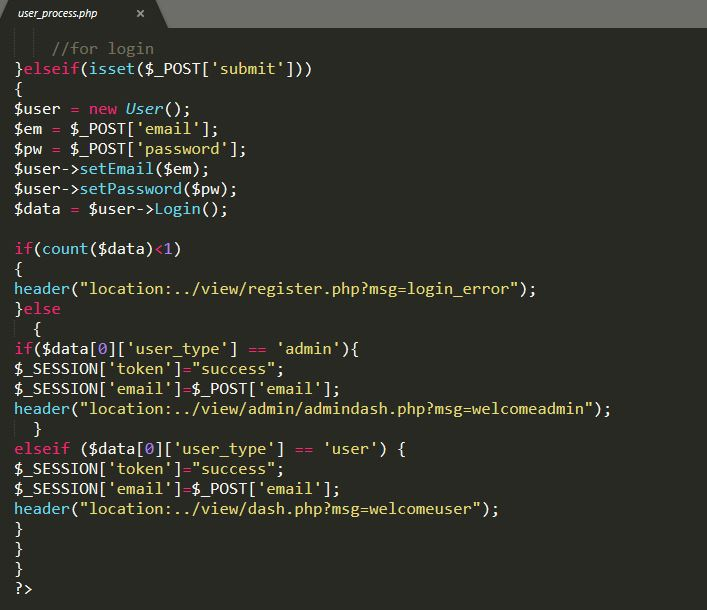 user_process.php ×
//for login
}elseif(isset($_POST['submit']))
{
$user = new User();
$em = $_POST['email'];
$pw = $_POST['password'];
$user->setEmail($em);
$user->setPassword($pw);
$data = $user->Login();
if(count($data)<1)
{
header("location:../view/register.php?msg=login_error");
}else
{
if($data[0]['user_type'] == 'admin'){
$_SESSION['token']="success";
$_SESSION['email']=$_POST['email'];
header("location:../view/admin/admindash.php?msg=welcomeadmin");
}
elseif ($data[0]['user_type'] == 'user') {
$_SESSION['token']="success";
$_SESSION['email']=$_POST['email'];
header("location:../view/dash.php?msg=welcomeuser");
}
}
}
?>